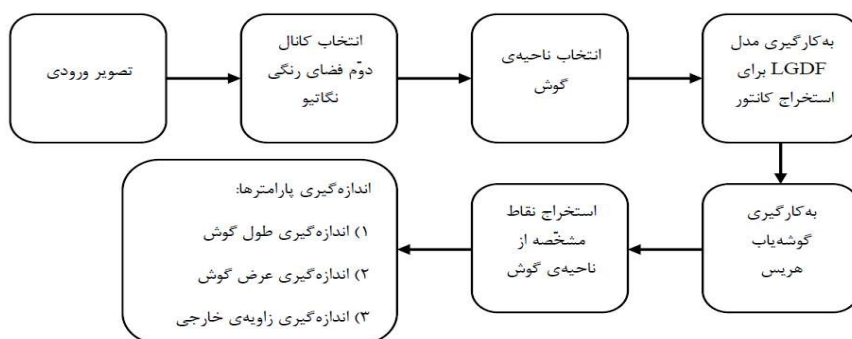 تصویر ورودی
انتخاب کانال
دوّم فضای رنگی
نگاتیو
انتخاب ناحیه‌ی
گوش
به‌کارگیری مدل
LGDF برای
استخراج کانتور
به‌کارگیری
گوشه‌یاب
هریس
استخراج نقاط
مشخّصه از
ناحیه‌ی گوش
اندازه‌گیری پارامترها:
۱) اندازه‌گیری طول گوش
۲) اندازه‌گیری عرض گوش
۳) اندازه‌گیری زاویه‌ی خارجی